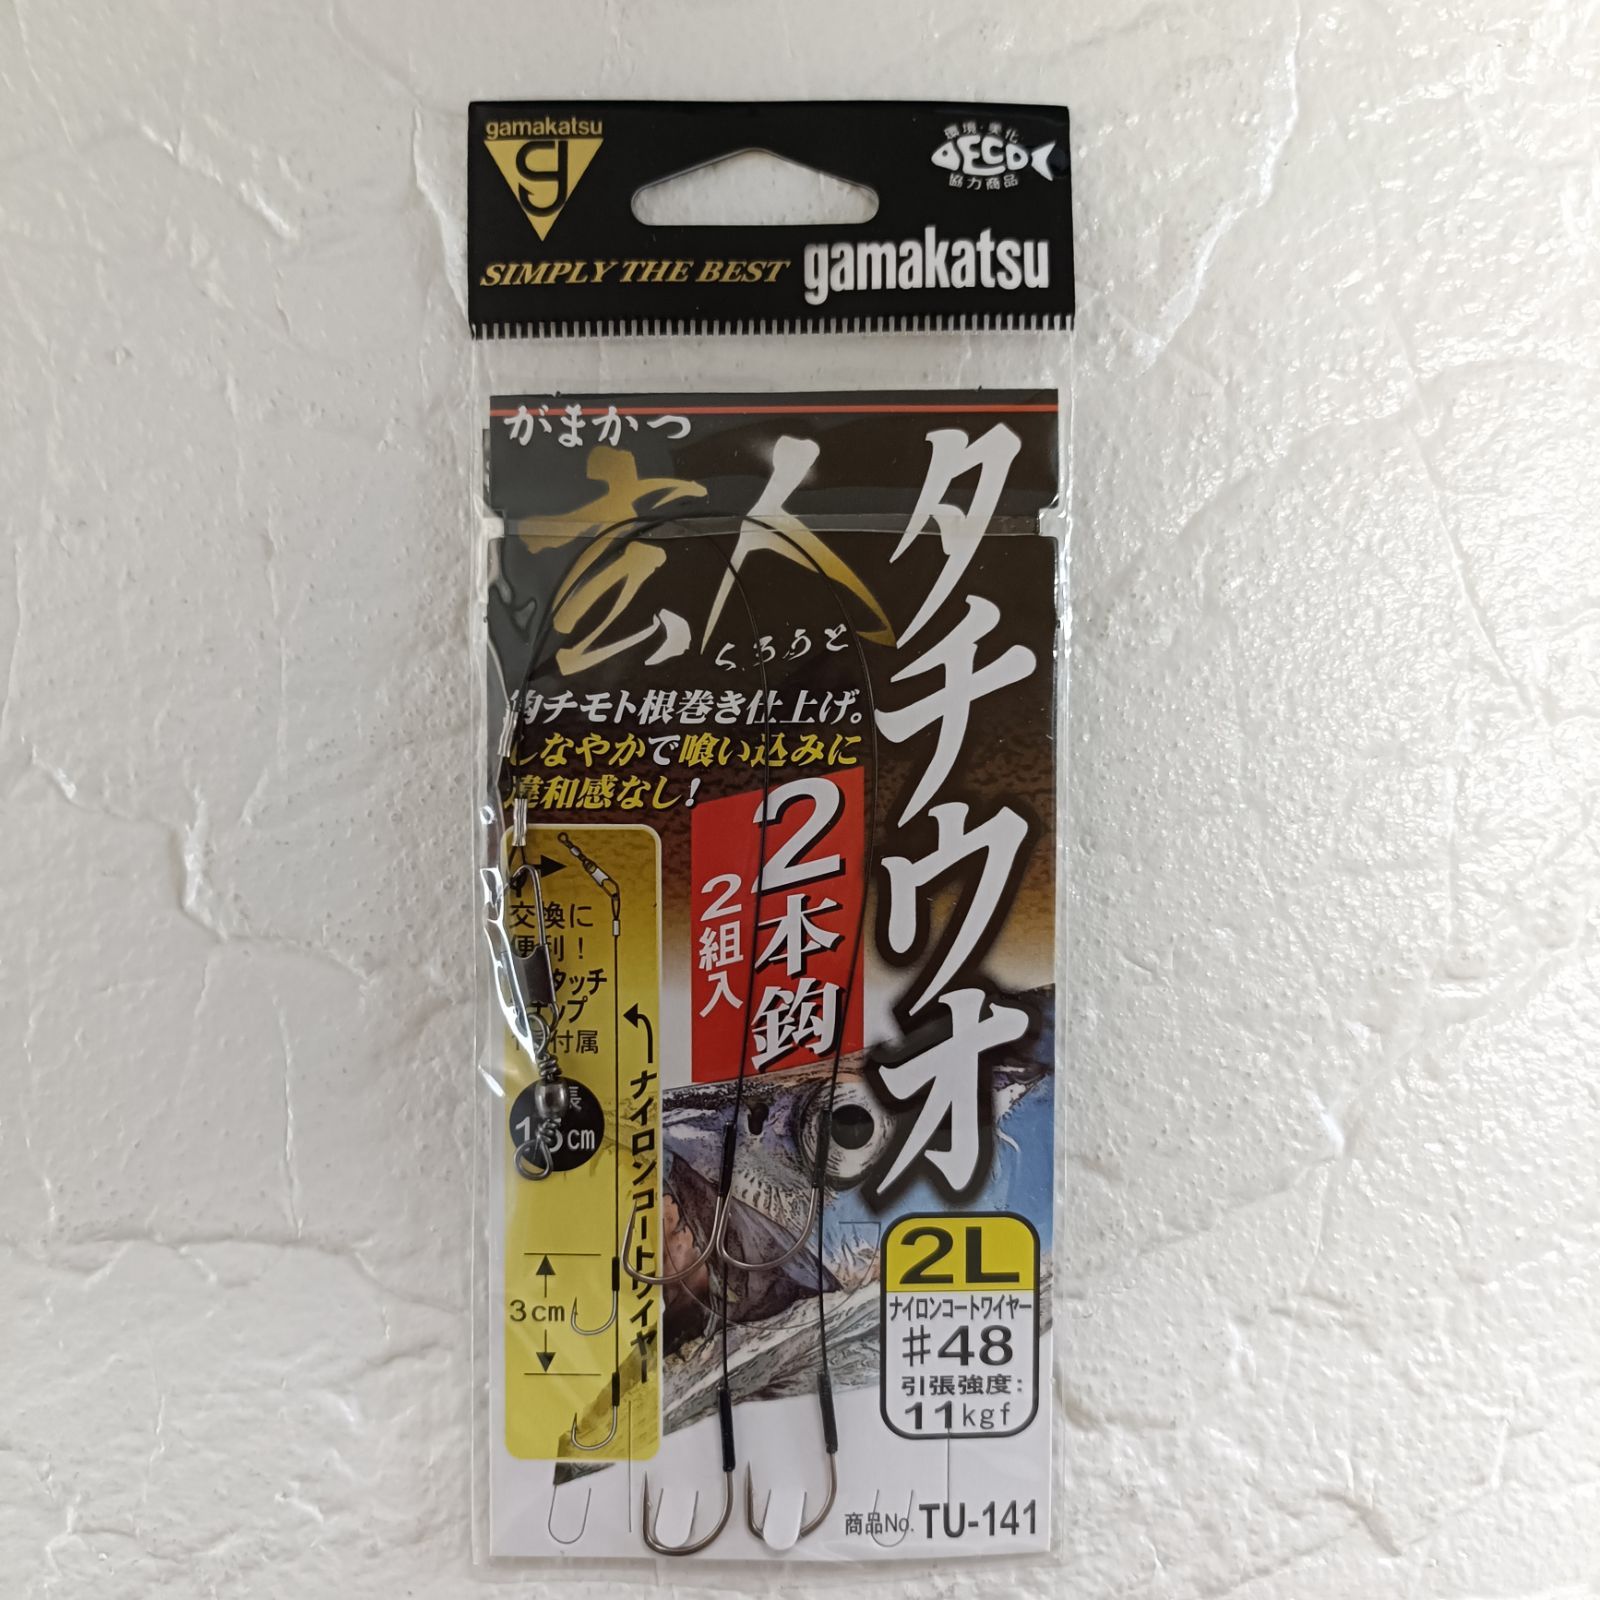 gamakatsu
環境・美化
ECO
協力商品
SIMPLY THE BEST
gamakatsu
がまかつ
玄人
くろうと
タチウオ
鈎チモト根巻き仕上げ。
しなやかで喰い込みに
違和感なし!
2本鈎
2組入
交換に
便利!
タッチ
ナップ
付属
cm
ナイロンコートワイヤー
3cm
2L
ナイロンコートワイヤー
#48
引張強度:
11kgf
商品No. TU-141